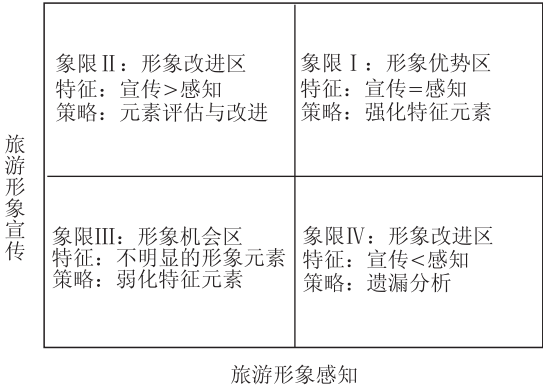 象限Ⅱ：形象改进区
特征：宣传>感知
策略：元素评估与改进
象限Ⅰ：形象优势区
特征：宣传=感知
策略：强化特征元素
旅游形象宣传
象限Ⅲ：形象机会区
特征：不明显的形象元素
策略：弱化特征元素
象限Ⅳ：形象改进区
特征：宣传<感知
策略：遗漏分析
旅游形象感知